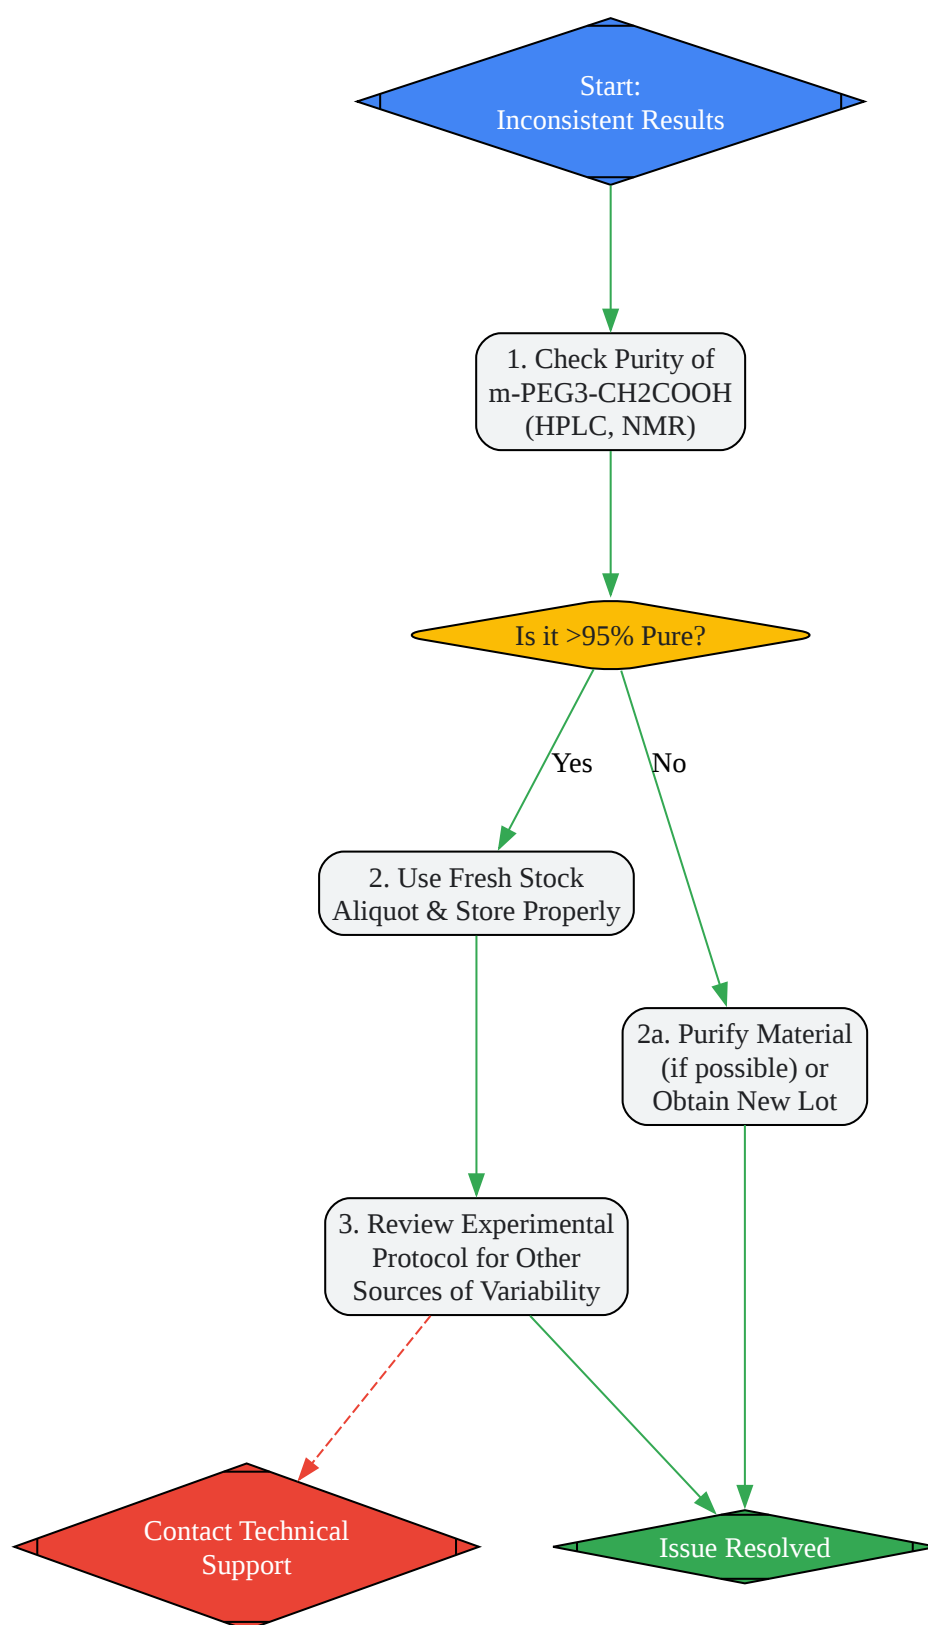 Start:
Inconsistent Results
1. Check Purity of
m-PEG3-CH2COOH
(HPLC, NMR)
Is it >95% Pure?
Yes
No
2. Use Fresh Stock
Aliquot & Store Properly
2a. Purify Material
(if possible) or
Obtain New Lot
3. Review Experimental
Protocol for Other
Sources of Variability
Contact Technical
Support
Issue Resolved